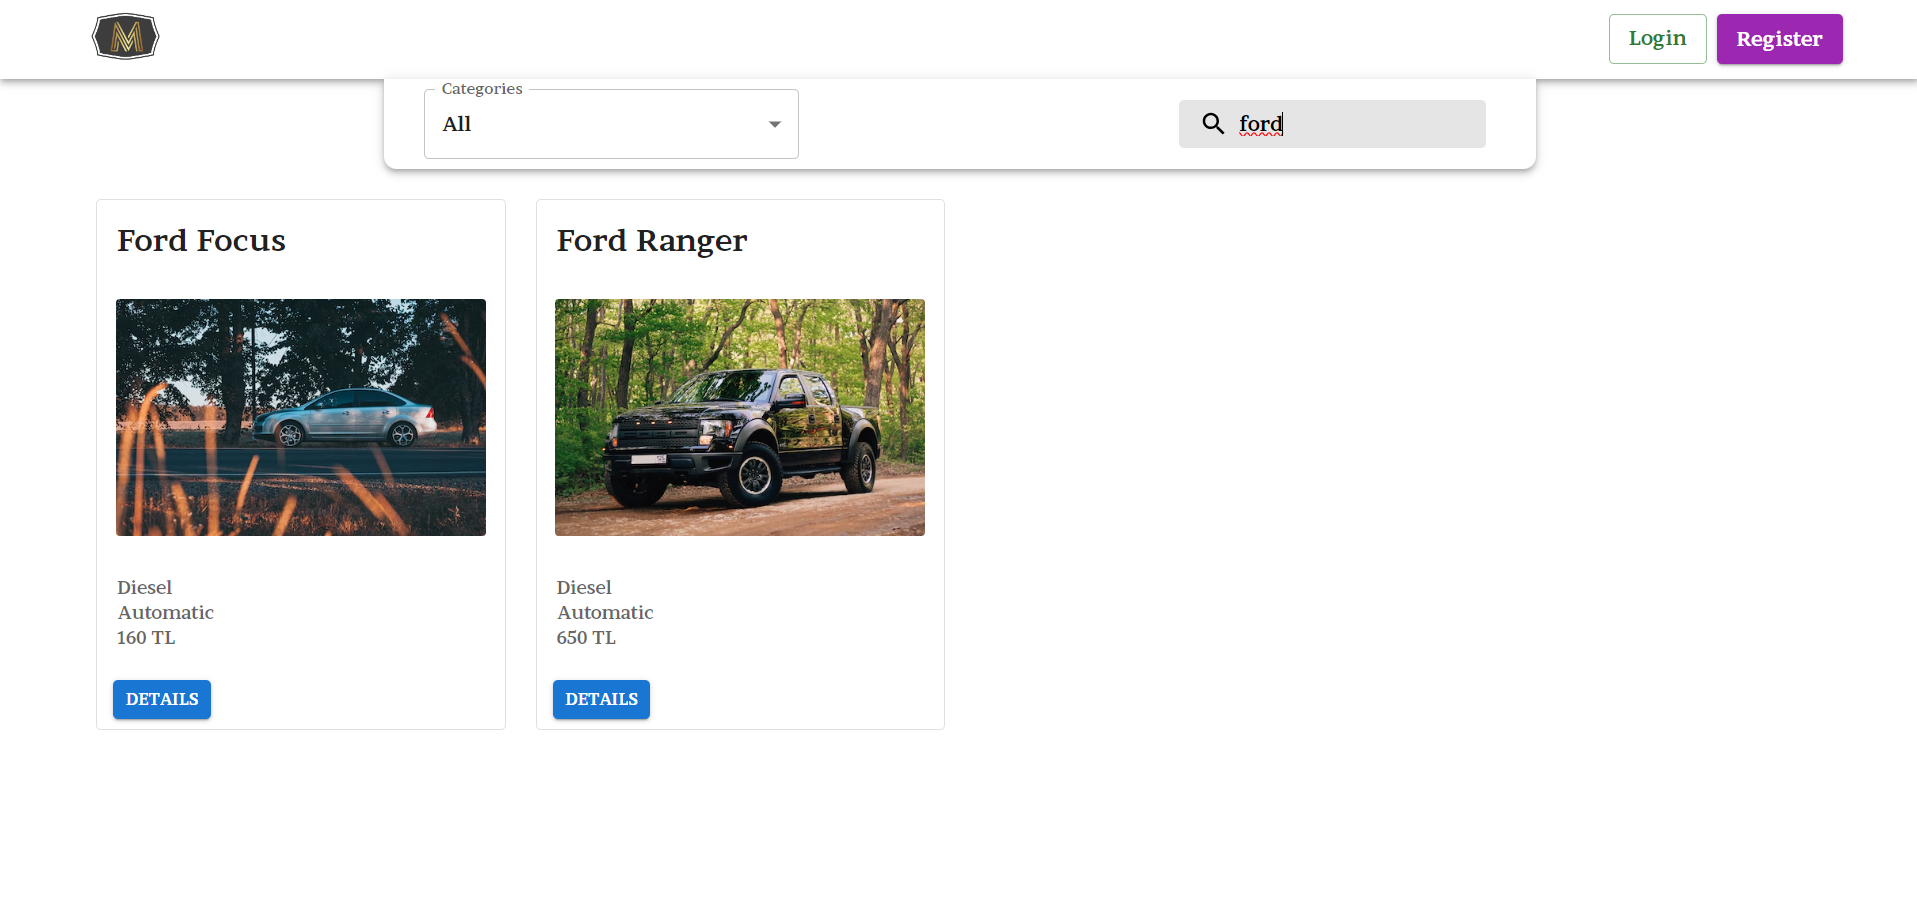 M
Login
Register
Categories
All
ford
Ford Focus
Ford Ranger
Diesel
Automatic
160 TL
DETAILS
Diesel
Automatic
650 TL
DETAILS